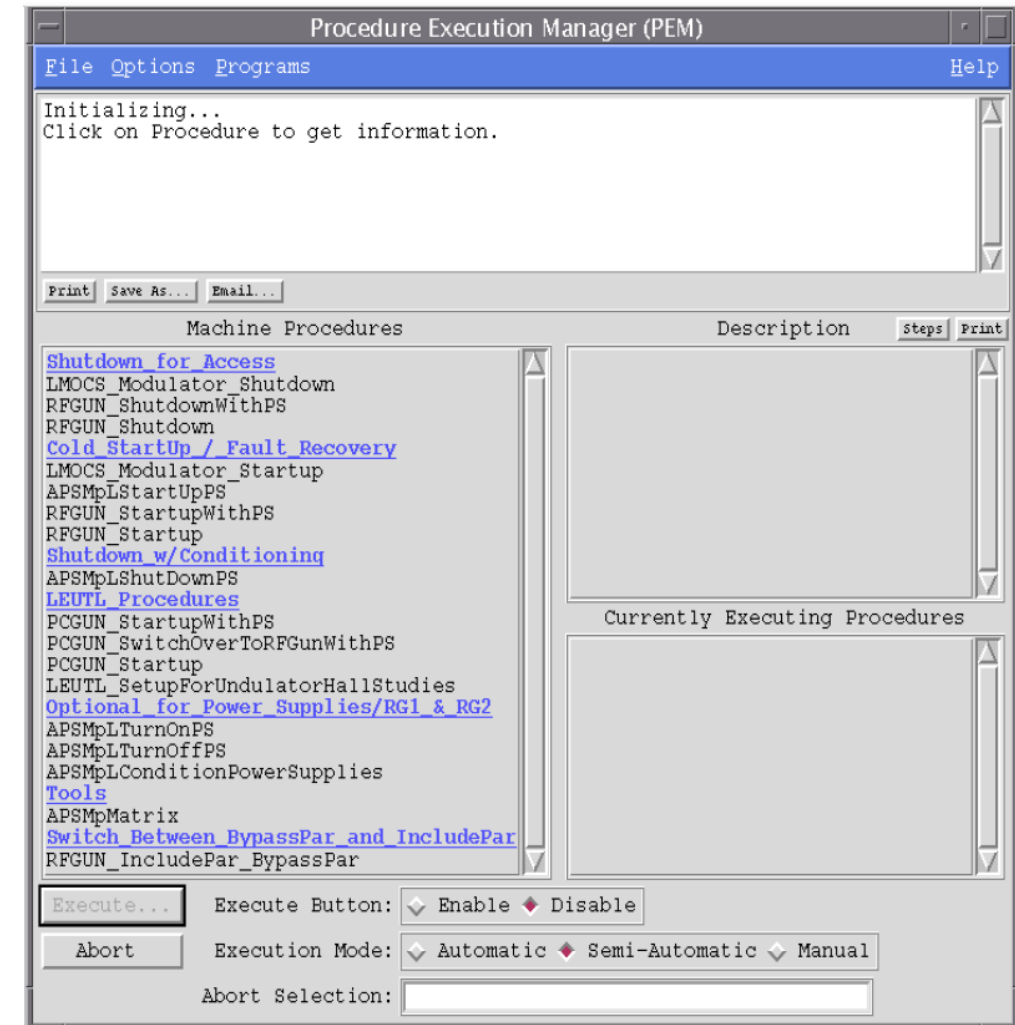 Procedure Execution Manager (PEM)
File Options Programs Help
Initializing...
Click on Procedure to get information.
Print Save As... Email...
Machine Procedures
Shutdown_for_Access
LMOCS_Modulator_Shutdown
RFGUN_ShutdownWithPS
RFGUN_Shutdown
Cold_StartUp_/_Fault_Recovery
LMOCS_Modulator_Startup
APSMpLStartUpPS
RFGUN_StartupWithPS
RFGUN_Startup
Shutdown_w/Conditioning
APSMpLShutDownPS
LEUTL_Procedures
PCGUN_StartupWithPS
PCGUN_SwitchOverToRFGunWithPS
PCGUN_Startup
LEUTL_SetupForUndulatorHallStudies
Optional_for_Power_Supplies/RG1_&_RG2
APSMpLTurnOnPS
APSMpLTurnOffPS
APSMpLConditionPowerSupplies
Tools
APSMpMatrix
Switch_Between_BypassPar_and_IncludePar
RFGUN_IncludePar_BypassPar
Description Steps Print
Currently Executing Procedures
Execute... Execute Button: Enable Disable
Abort Execution Mode: Automatic Semi-Automatic Manual
Abort Selection: